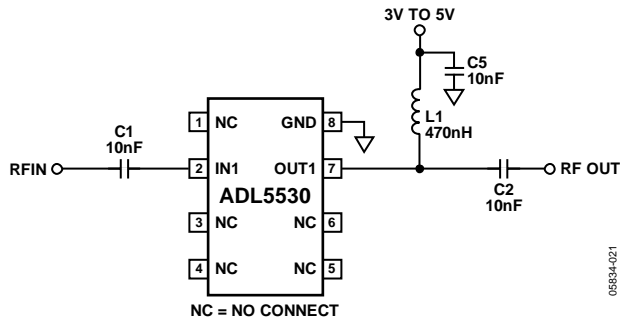 3V TO 5V
C5
10nF
L1
470nH
C1
10nF
1 NC GND 8
RFIN
2 IN1 OUT1 7
RF OUT
C2
10nF
ADL5530
3 NC NC 6
4 NC NC 5
NC = NO CONNECT
05834-021